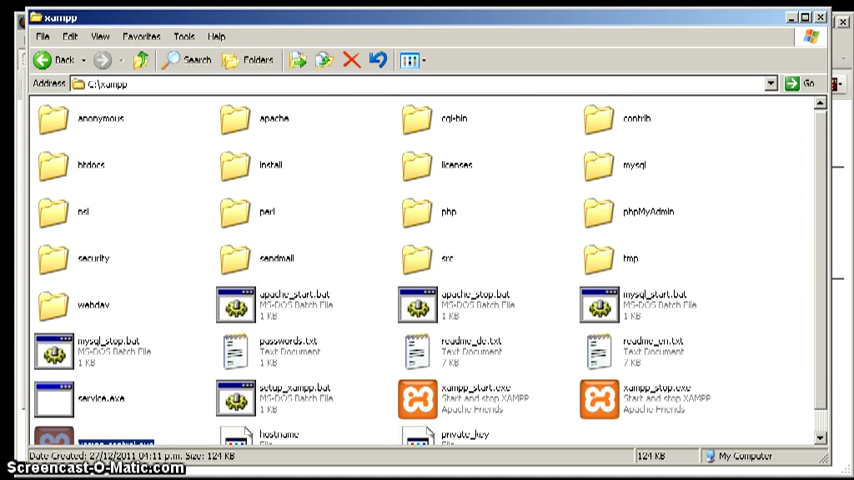 xampp
File Edit View Favorites Tools Help
Back Search Folders
Address C:\xampp Go
anonymous apache cgi-bin contrib
htdocs install licenses mysql
nsi perl php phpMyAdmin
security sendmail src tmp
webdav apache_start.bat apache_stop.bat mysql_start.bat
MS-DOS Batch File MS-DOS Batch File MS-DOS Batch File
1 KB 1 KB 1 KB
mysql_stop.bat passwords.txt readme_de.txt readme_en.txt
MS-DOS Batch File Text Document Text Document Text Document
1 KB 1 KB 7 KB 7 KB
service.exe setup_xampp.bat xampp_start.exe xampp_stop.exe
MS-DOS Batch File Start and stop XAMPP Start and stop XAMPP
1 KB Apache Friends Apache Friends
hostname private_key
File
Date Created: 27/12/2011 04:11 p.m. Size: 124 KB 124 KB My Computer
Screencast-O-Matic.com